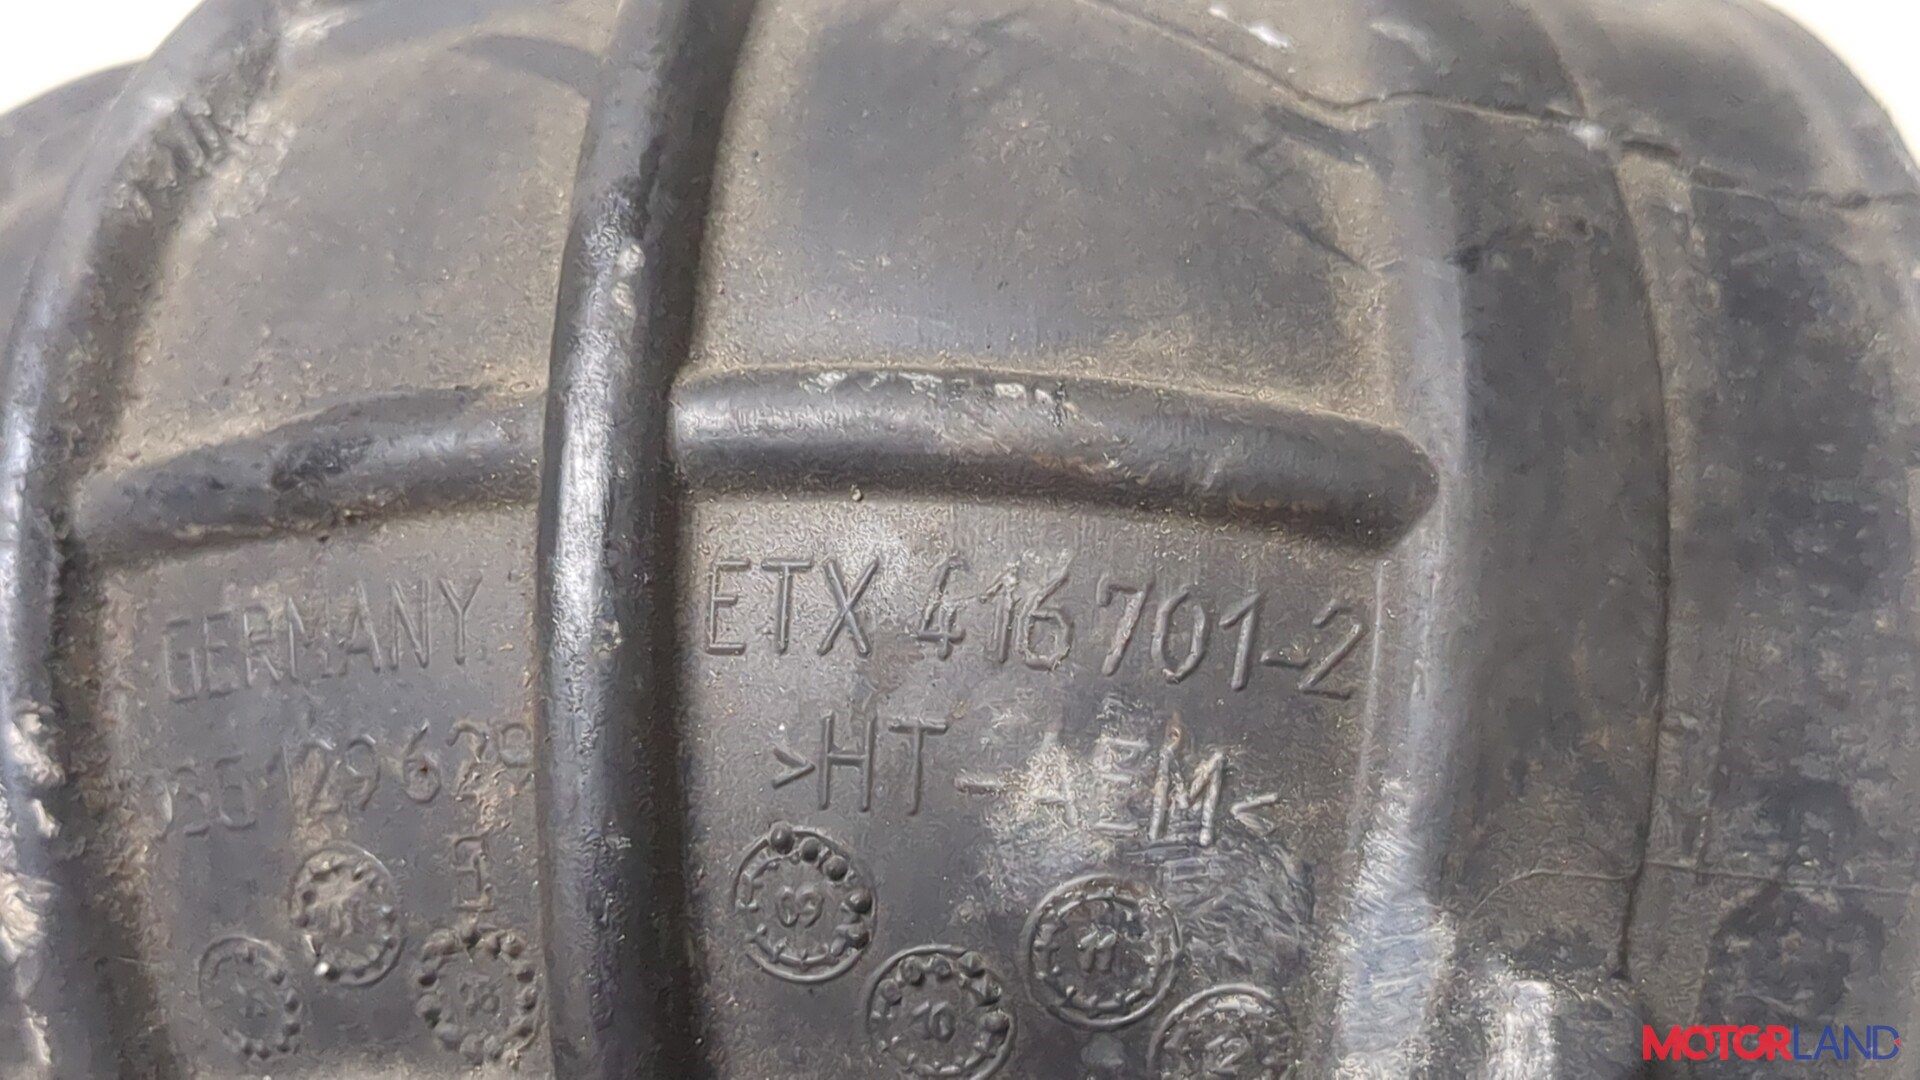 GERMANY
ETX 416701-2
>HT-AEM<
09
10
11
12
MOTORLAND